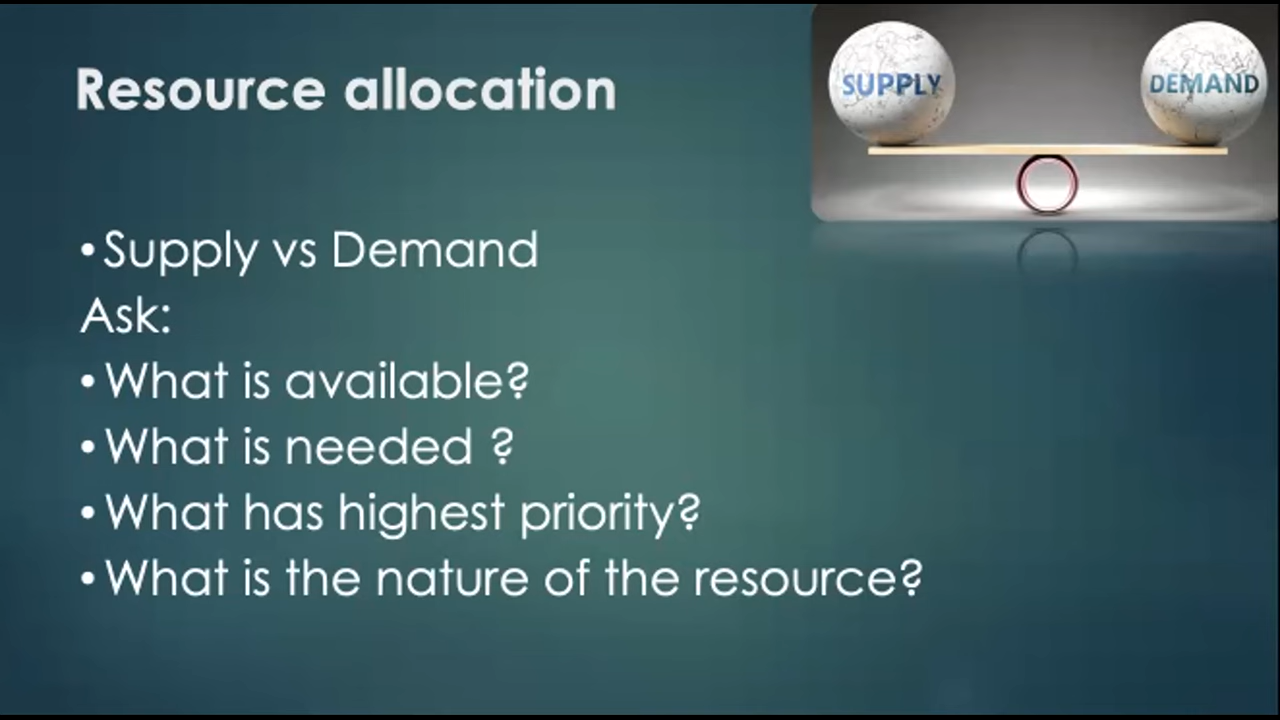 Resource allocation
SUPPLY
DEMAND
• Supply vs Demand
Ask:
• What is available?
• What is needed ?
• What has highest priority?
• What is the nature of the resource?